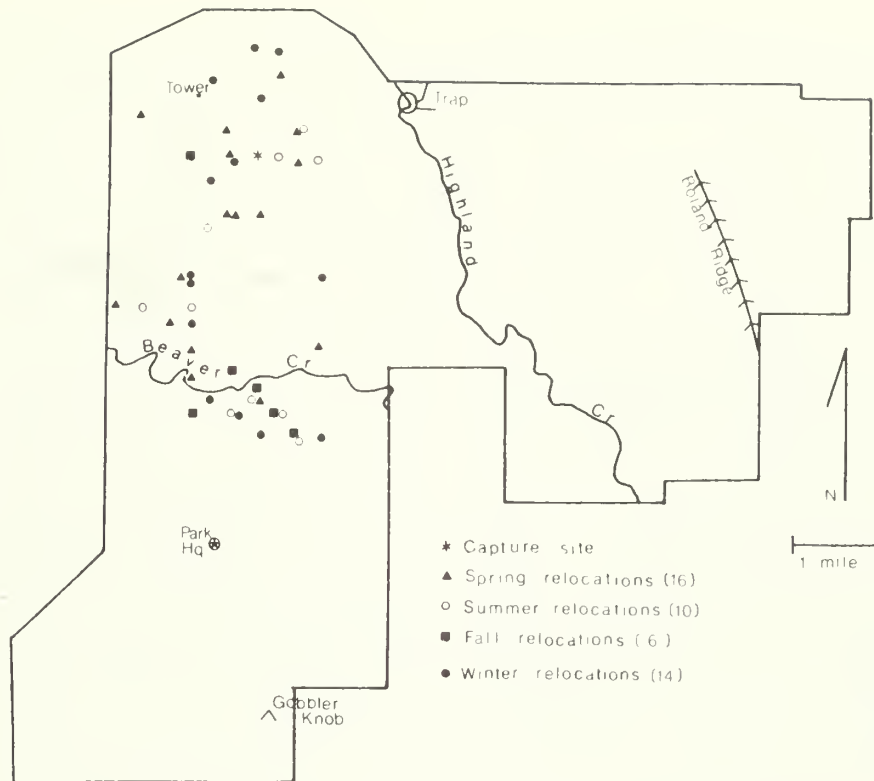 Tower
Trap
Highland
Boland Ridge
Beaver Cr
Cr
N
1 mile
Park
Hq
* Capture site
▲ Spring relocations (16)
○ Summer relocations (10)
■ Fall relocations (6)
● Winter relocations (14)
Gobbler
Knob